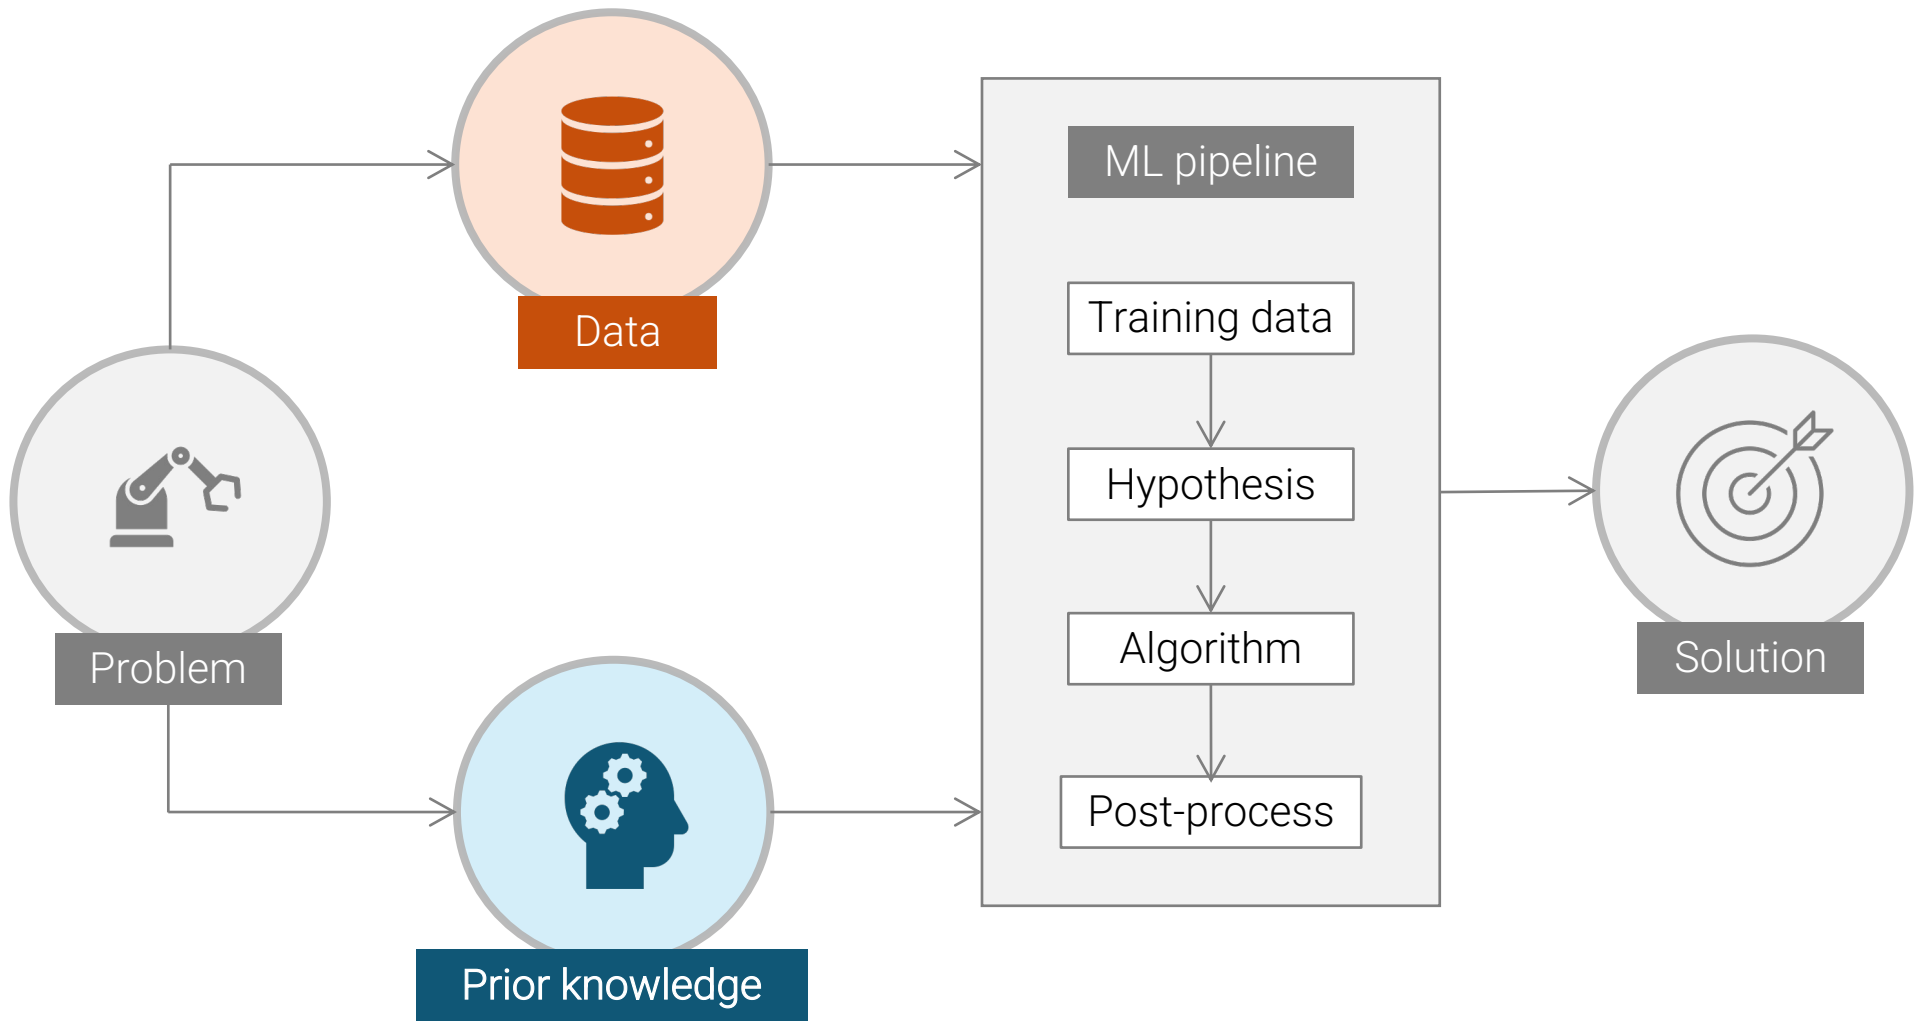 Problem
Data
Prior knowledge
ML pipeline
Training data
Hypothesis
Algorithm
Post-process
Solution